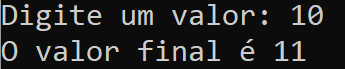 Digite um valor: 10
O valor final é 11